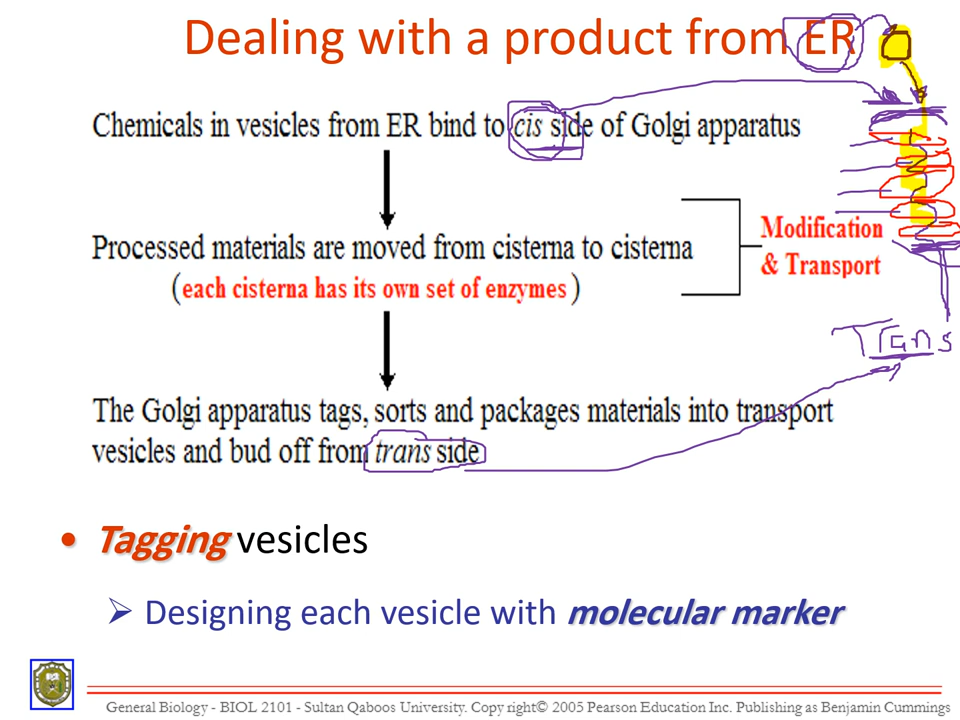 Dealing with a product from ER
Chemicals in vesicles from ER bind to cis side of Golgi apparatus
Processed materials are moved from cisterna to cisterna
(each cisterna has its own set of enzymes)
Modification
& Transport
Trans
The Golgi apparatus tags, sorts and packages materials into transport
vesicles and bud off from trans side
• Tagging vesicles
➢ Designing each vesicle with molecular marker
General Biology - BIOL 2101 - Sultan Qaboos University. Copy right© 2005 Pearson Education Inc. Publishing as Benjamin Cummings